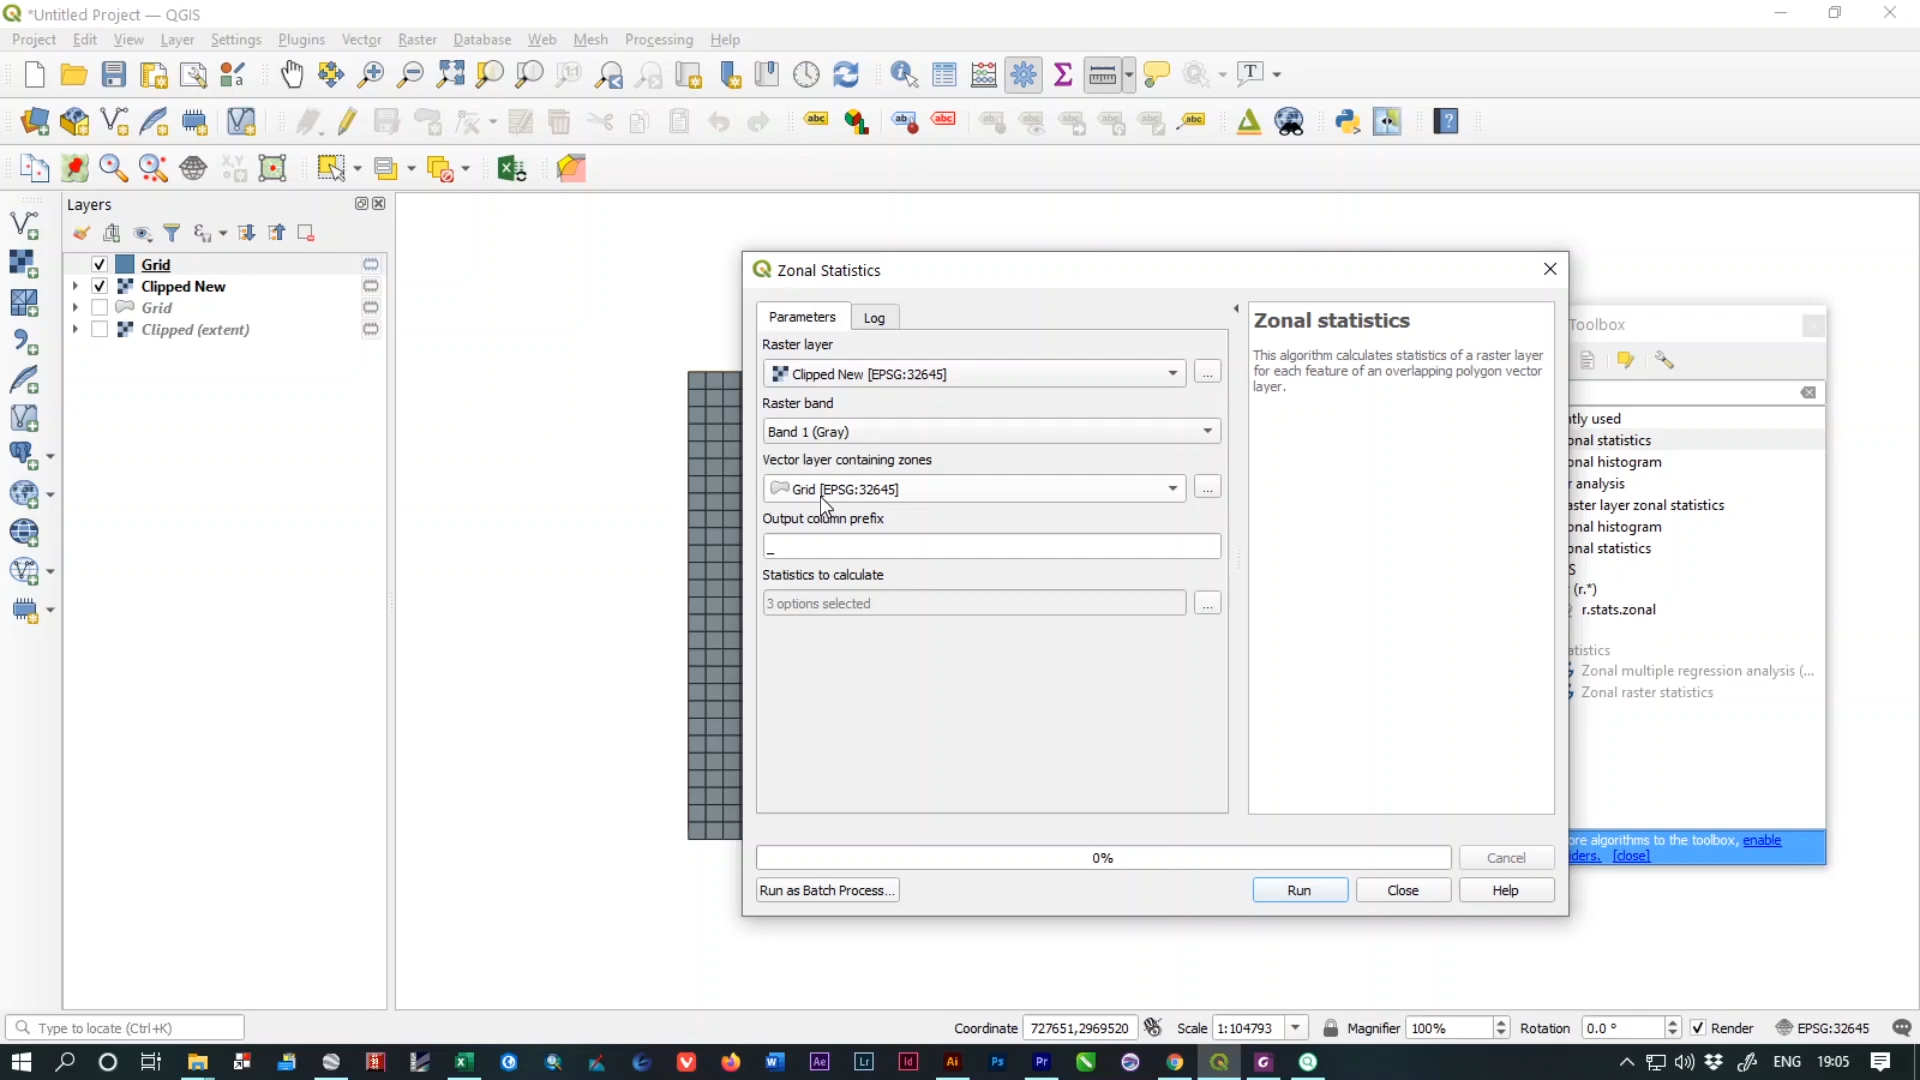 *Untitled Project — QGIS
Project Edit View Layer Settings Plugins Vector Raster Database Web Mesh Processing Help
Layers
Grid
Clipped New
Grid
Clipped (extent)
Zonal Statistics
Parameters Log
Raster layer
Clipped New [EPSG:32645]
...
Raster band
Band 1 (Gray)
Vector layer containing zones
Grid [EPSG:32645]
...
Output column prefix
_
Statistics to calculate
3 options selected
...
Zonal statistics
This algorithm calculates statistics of a raster layer
for each feature of an overlapping polygon vector
layer.
0%
Cancel
Run as Batch Process...
Run Close Help
Toolbox
tly used
onal statistics
onal histogram
r analysis
aster layer zonal statistics
onal histogram
onal statistics
S
(r.*)
r.stats.zonal
atistics
Zonal multiple regression analysis (...
Zonal raster statistics
ore algorithms to the toolbox, enable
iders. [close]
Type to locate (Ctrl+K)
Coordinate 727651,2969520 Scale 1:104793 Magnifier 100% Rotation 0.0 ° Render EPSG:32645
ENG 19:05